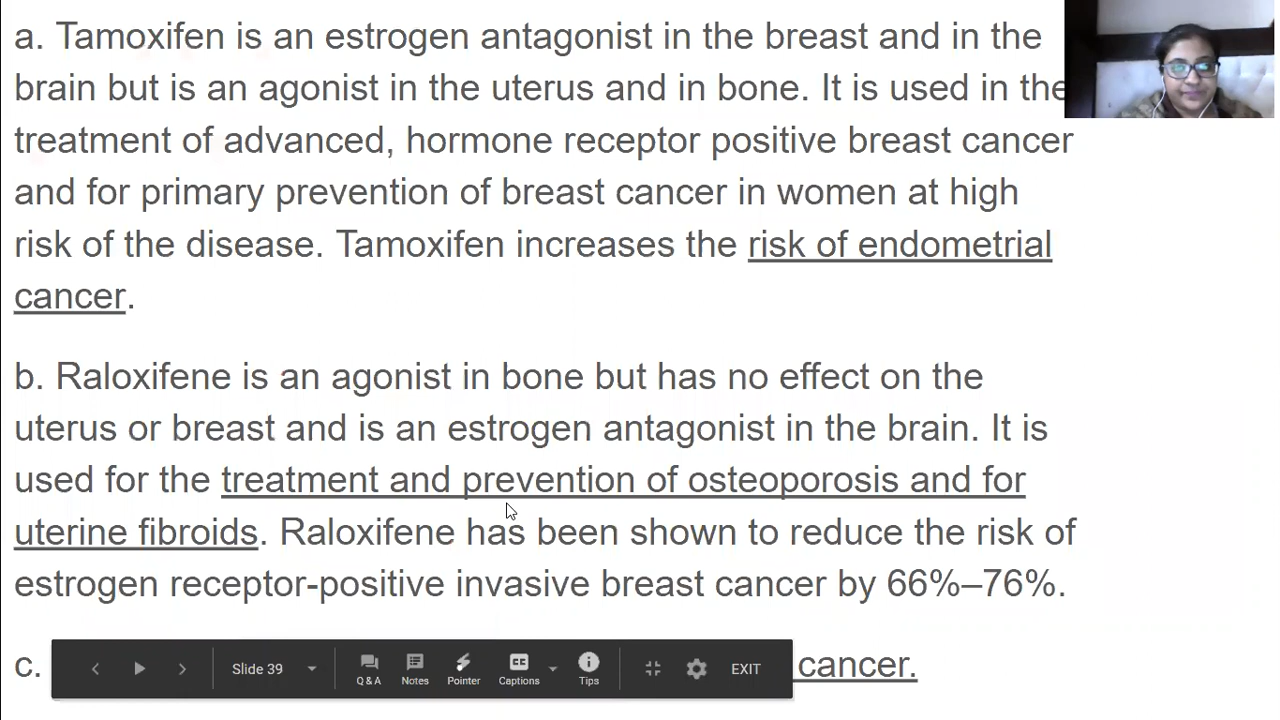 a. Tamoxifen is an estrogen antagonist in the breast and in the
brain but is an agonist in the uterus and in bone. It is used in the
treatment of advanced, hormone receptor positive breast cancer
and for primary prevention of breast cancer in women at high
risk of the disease. Tamoxifen increases the risk of endometrial
cancer.
b. Raloxifene is an agonist in bone but has no effect on the
uterus or breast and is an estrogen antagonist in the brain. It is
used for the treatment and prevention of osteoporosis and for
uterine fibroids. Raloxifene has been shown to reduce the risk of
estrogen receptor-positive invasive breast cancer by 66%–76%.
c. cancer.
Slide 39
Q & A Notes Pointer Captions Tips EXIT
CC